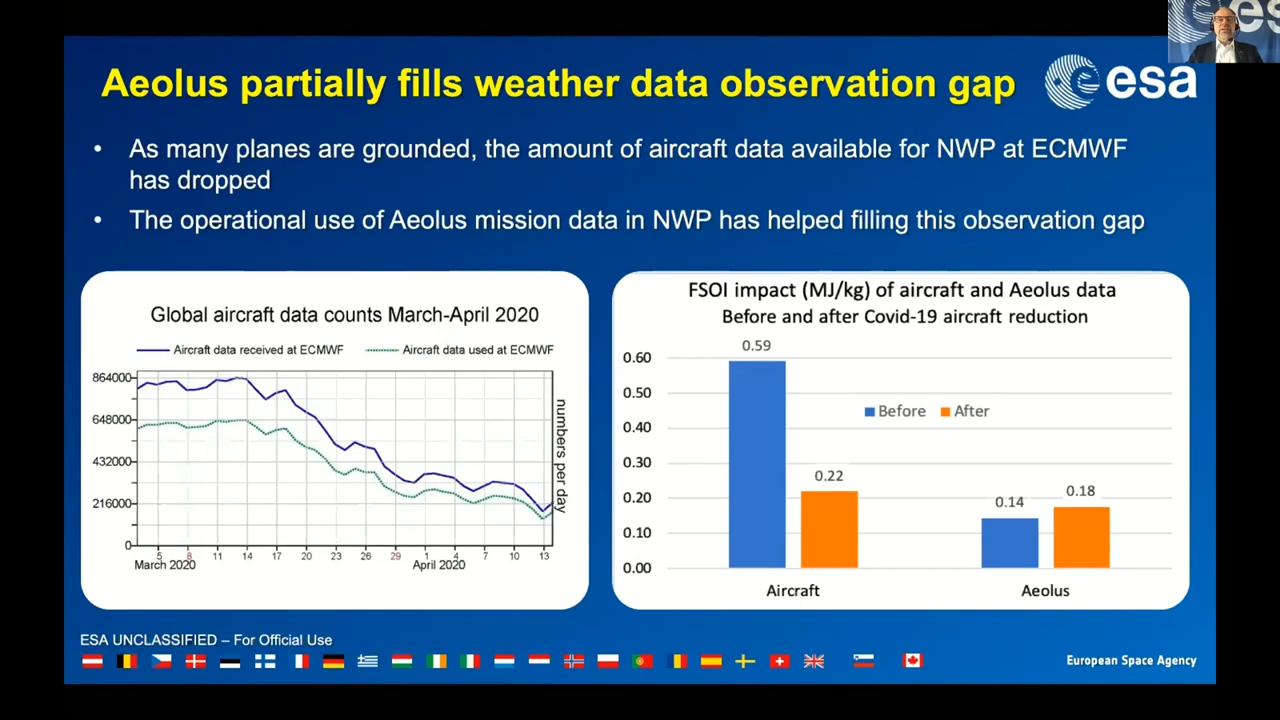 esa
Aeolus partially fills weather data observation gap
esa
• As many planes are grounded, the amount of aircraft data available for NWP at ECMWF
has dropped
• The operational use of Aeolus mission data in NWP has helped filling this observation gap
Global aircraft data counts March-April 2020
Aircraft data received at ECMWF
Aircraft data used at ECMWF
864000
648000
432000
216000
0
numbers per day
5 8 11 14 17 20 23 26 29 1 4 7 10 13
March 2020 April 2020
FSOI impact (MJ/kg) of aircraft and Aeolus data
Before and after Covid-19 aircraft reduction
0.60
0.50
0.40
0.30
0.20
0.10
0.00
0.59
0.22
0.14
0.18
Before After
Aircraft Aeolus
ESA UNCLASSIFIED – For Official Use
European Space Agency